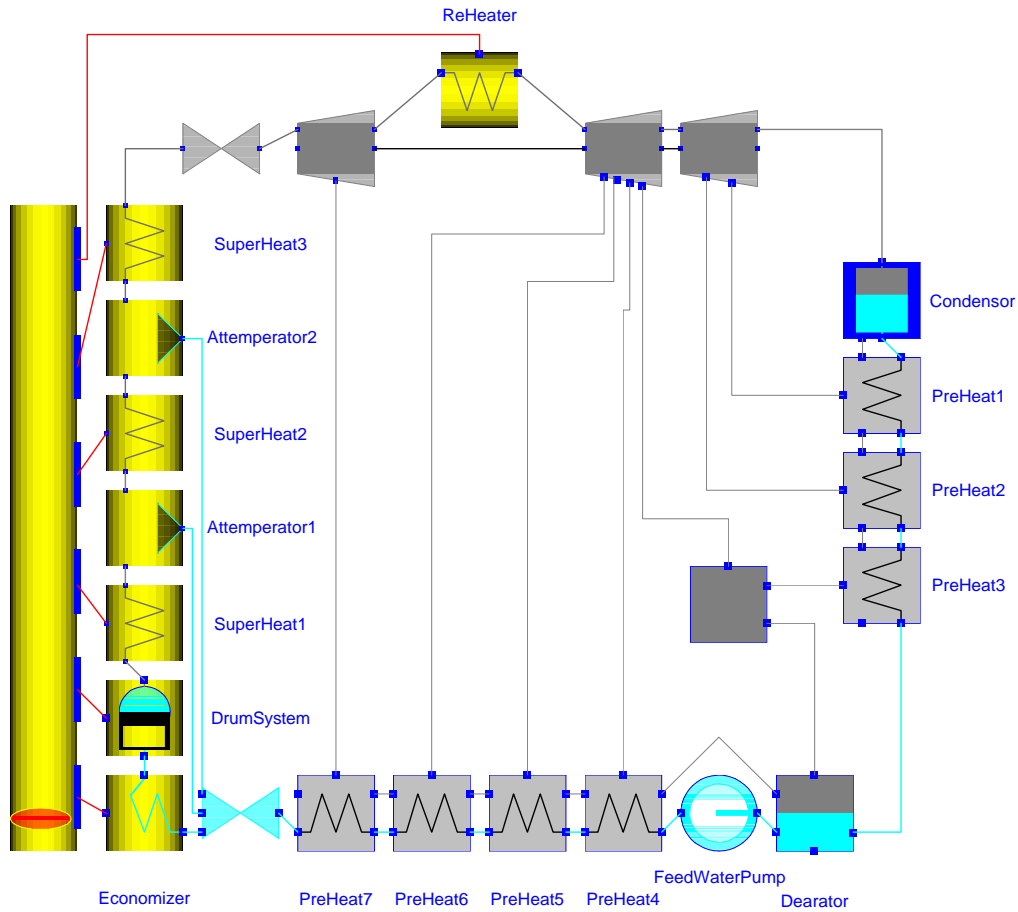 ReHeater
SuperHeat3
Condensor
Attemperator2
PreHeat1
SuperHeat2
PreHeat2
Attemperator1
PreHeat3
SuperHeat1
DrumSystem
FeedWaterPump
Economizer
PreHeat7
PreHeat6
PreHeat5
PreHeat4
Dearator